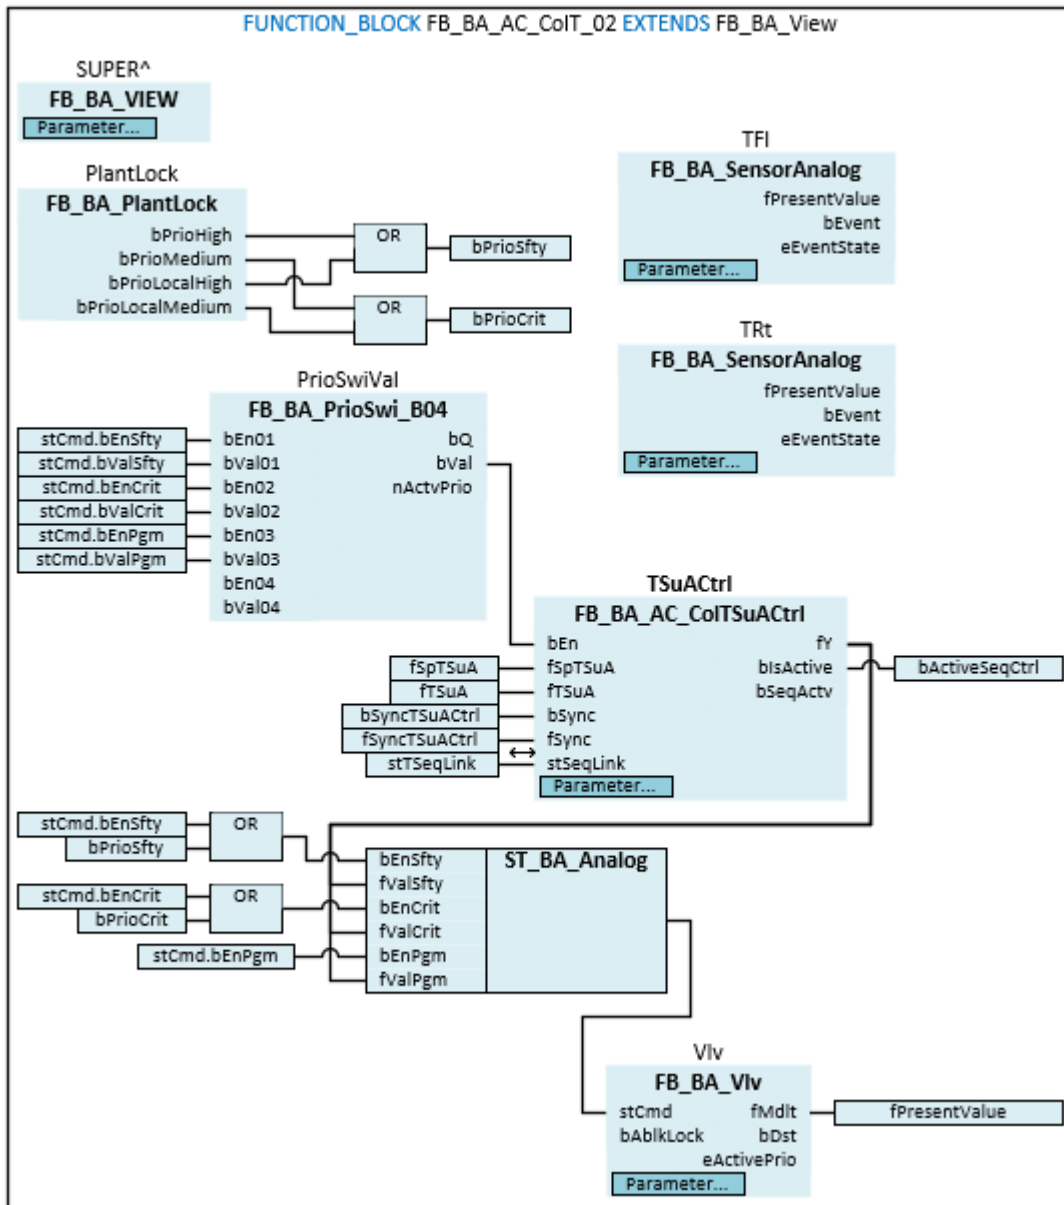 FUNCTION_BLOCK FB_BA_AC_ColT_02 EXTENDS FB_BA_View
SUPER^
FB_BA_VIEW
Parameter...
PlantLock
FB_BA_PlantLock
bPrioHigh
bPrioMedium
bPrioLocalHigh
bPrioLocalMedium
OR
bPrioSfty
OR
bPrioCrit
TFl
FB_BA_SensorAnalog
fPresentValue
bEvent
eEventState
Parameter...
TRt
FB_BA_SensorAnalog
fPresentValue
bEvent
eEventState
Parameter...
PrioSwiVal
FB_BA_PrioSwi_B04
stCmd.bEnSfty bEn01 bQ
stCmd.bValSfty bVal01 bVal
stCmd.bEnCrit bEn02 nActvPrio
stCmd.bValCrit bVal02
stCmd.bEnPgm bEn03
stCmd.bValPgm bVal03
bEn04
bVal04
TSuACtrl
FB_BA_AC_ColTSuACtrl
bEn fY
fSpTSuA fSpTSuA bIsActive bActiveSeqCtrl
fTSuA fTSuA bSeqActv
bSyncTSuACtrl bSync
fSyncTSuACtrl fSync
stTSeqLink stSeqLink
Parameter...
stCmd.bEnSfty OR
bPrioSfty
stCmd.bEnCrit OR
bPrioCrit
stCmd.bEnPgm
ST_BA_Analog
bEnSfty
fValSfty
bEnCrit
fValCrit
bEnPgm
fValPgm
Vlv
FB_BA_Vlv
stCmd fMdlt fPresentValue
bAblkLock bDst
eActivePrio
Parameter...